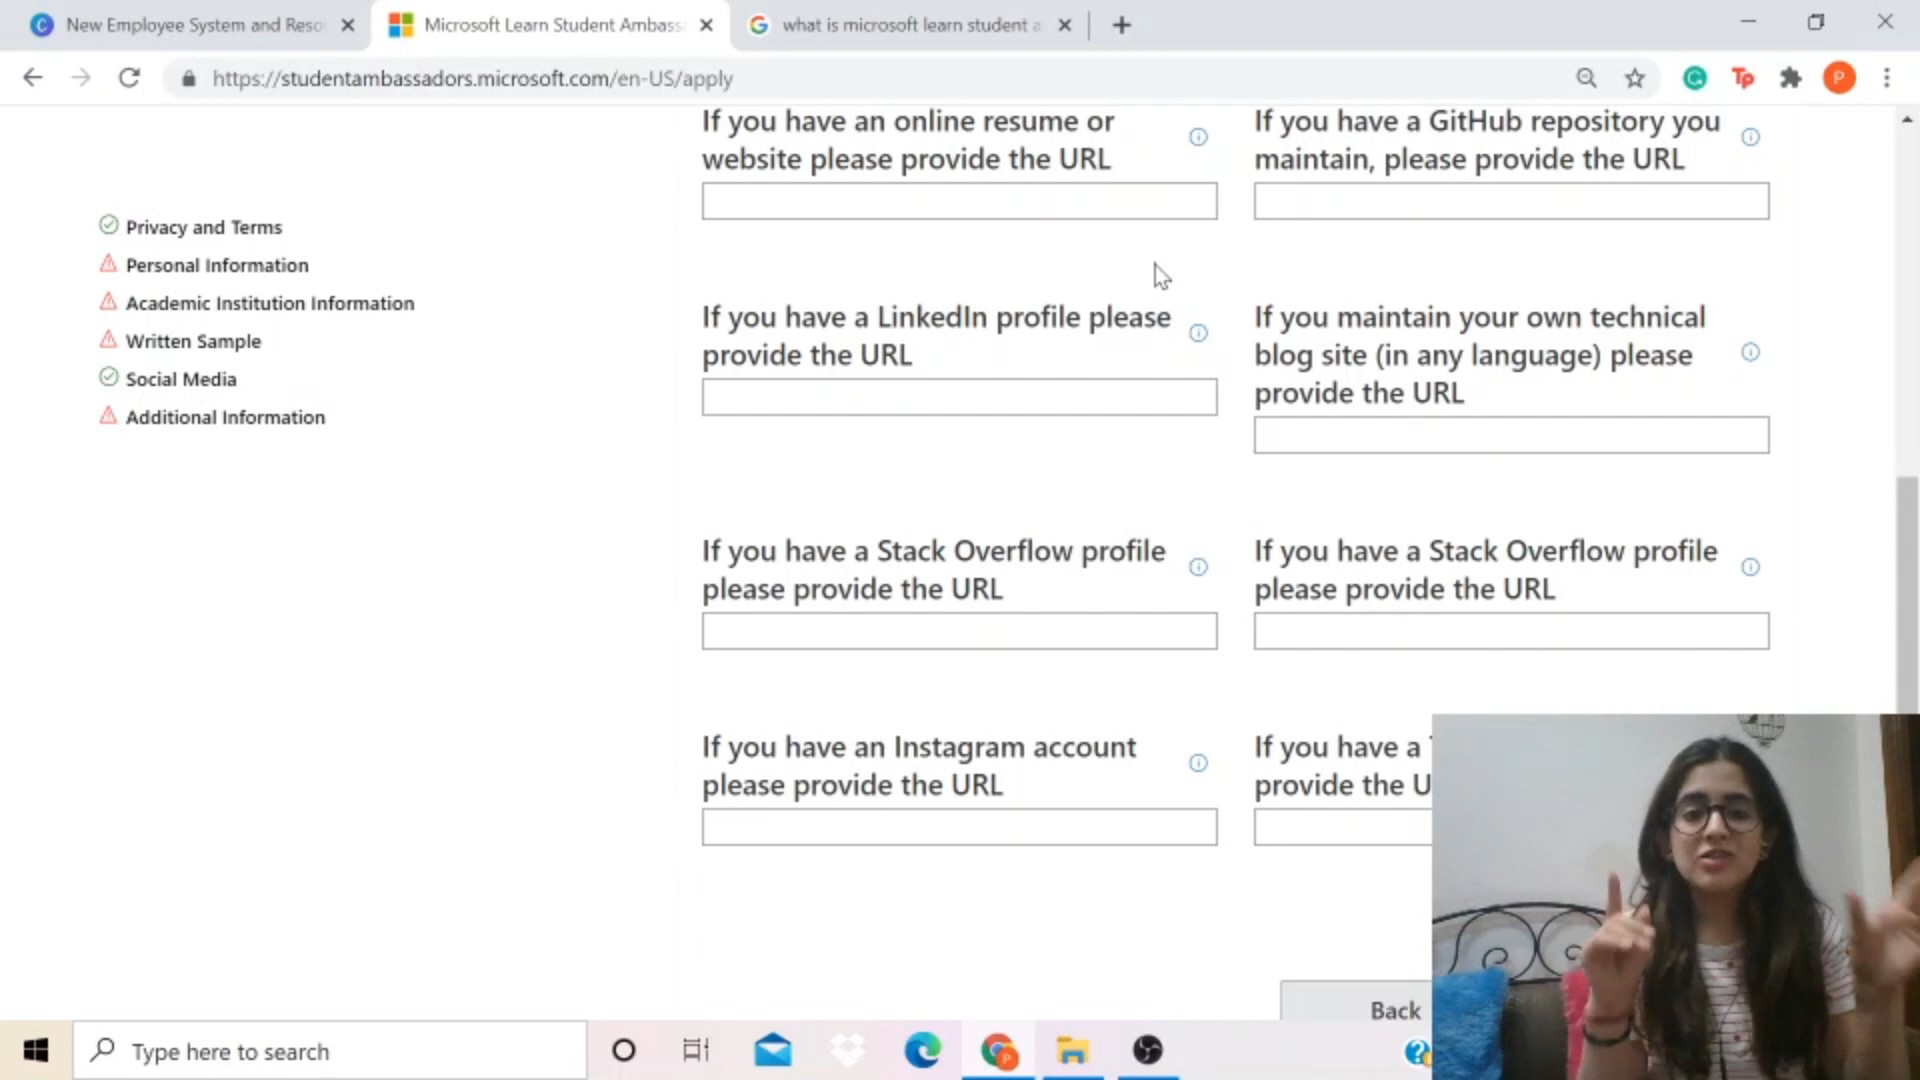 New Employee System and Reso
Microsoft Learn Student Ambass
what is microsoft learn student a
https://studentambassadors.microsoft.com/en-US/apply
P
Privacy and Terms
Personal Information
Academic Institution Information
Written Sample
Social Media
Additional Information
If you have an online resume or
website please provide the URL
If you have a GitHub repository you
maintain, please provide the URL
If you have a LinkedIn profile please
provide the URL
If you maintain your own technical
blog site (in any language) please
provide the URL
If you have a Stack Overflow profile
please provide the URL
If you have a Stack Overflow profile
please provide the URL
If you have an Instagram account
please provide the URL
If you have a
provide the U
Back
Type here to search